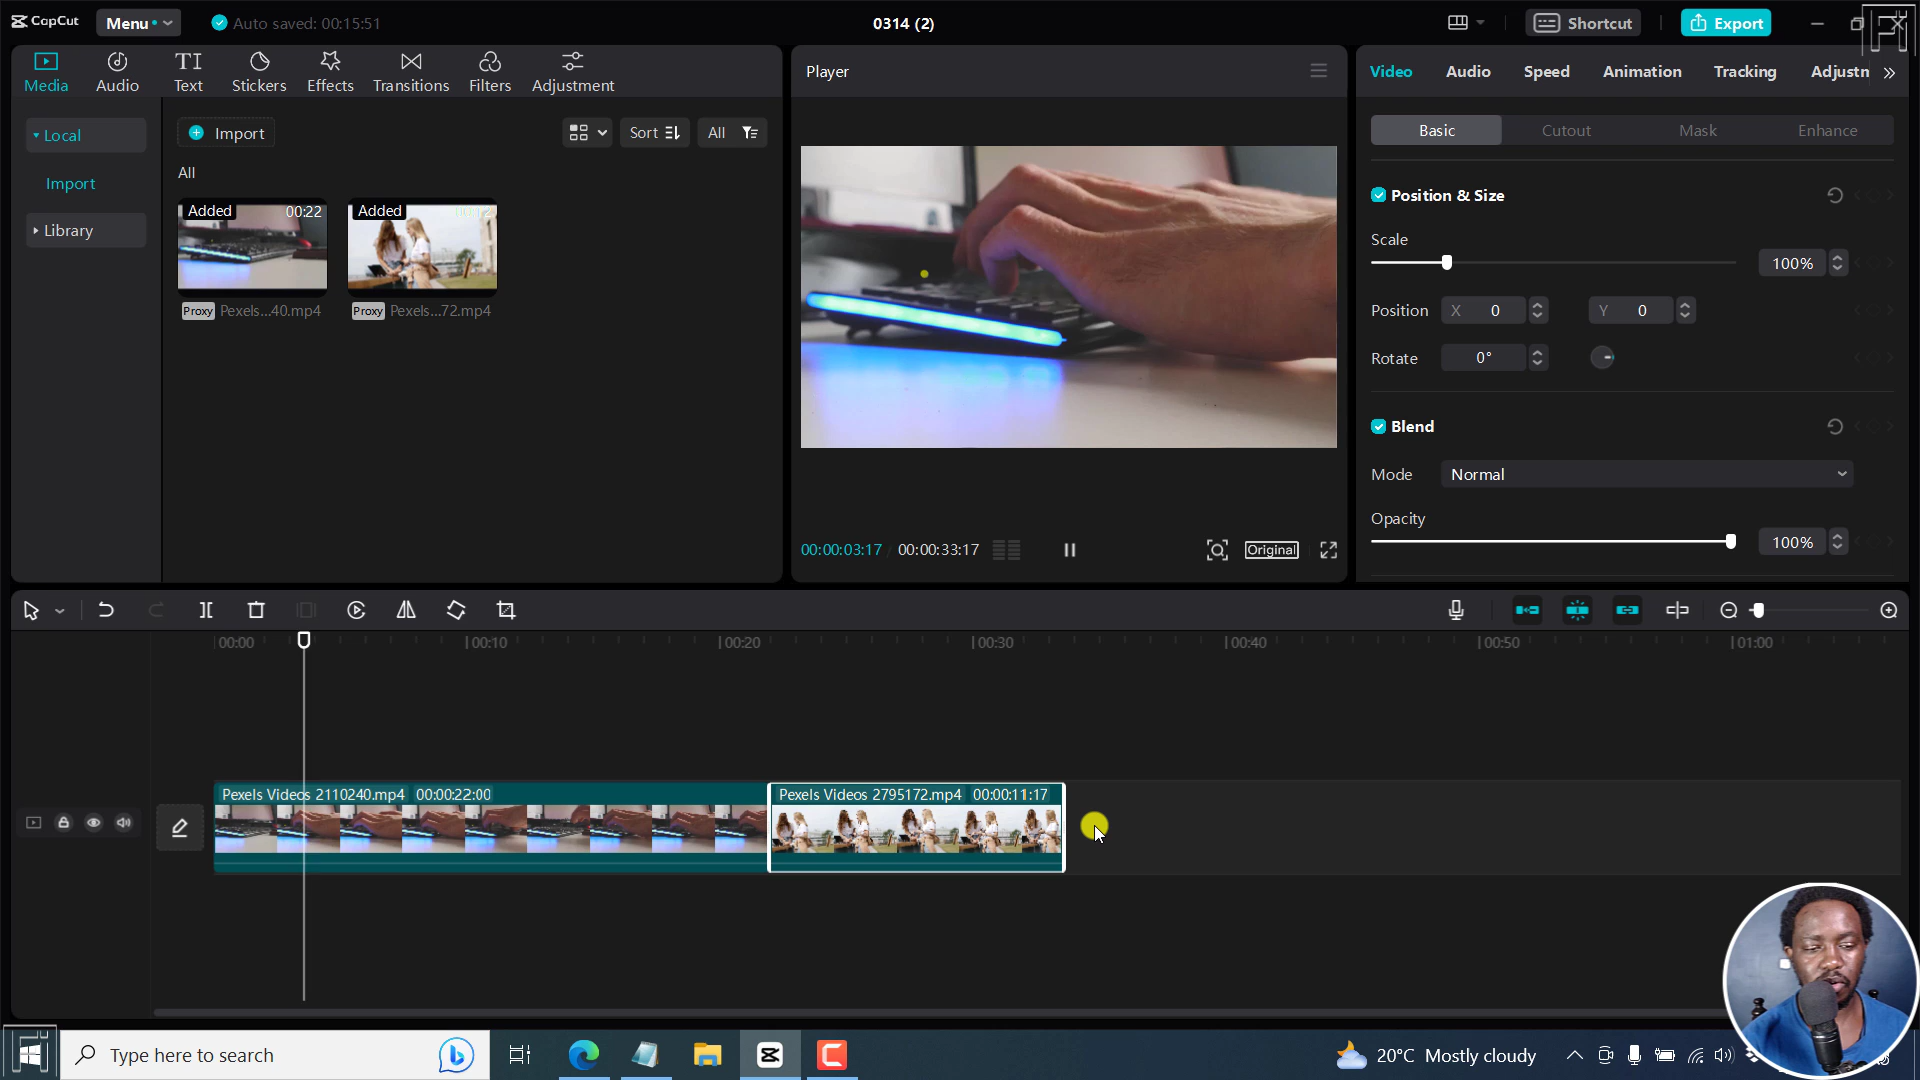 CapCut
Menu
Auto saved: 00:15:51
0314 (2)
Shortcut
Export
Media
Audio
Text
Stickers
Effects
Transitions
Filters
Adjustment
Local
Import
Library
Import
Sort
All
All
Added
00:22
Added
Proxy
Pexels...40.mp4
Proxy
Pexels...72.mp4
Player
00:00:03:17
00:00:33:17
Original
Video
Audio
Speed
Animation
Tracking
Basic
Cutout
Mask
Enhance
Position & Size
Scale
100%
Position
X 0
Y 0
Rotate
0°
Blend
Mode
Normal
Opacity
100%
00:00
00:10
00:20
00:30
00:40
00:50
01:00
Pexels Videos 2110240.mp4 00:00:22:00
Pexels Videos 2795172.mp4 00:00:11:17
Type here to search
20°C Mostly cloudy